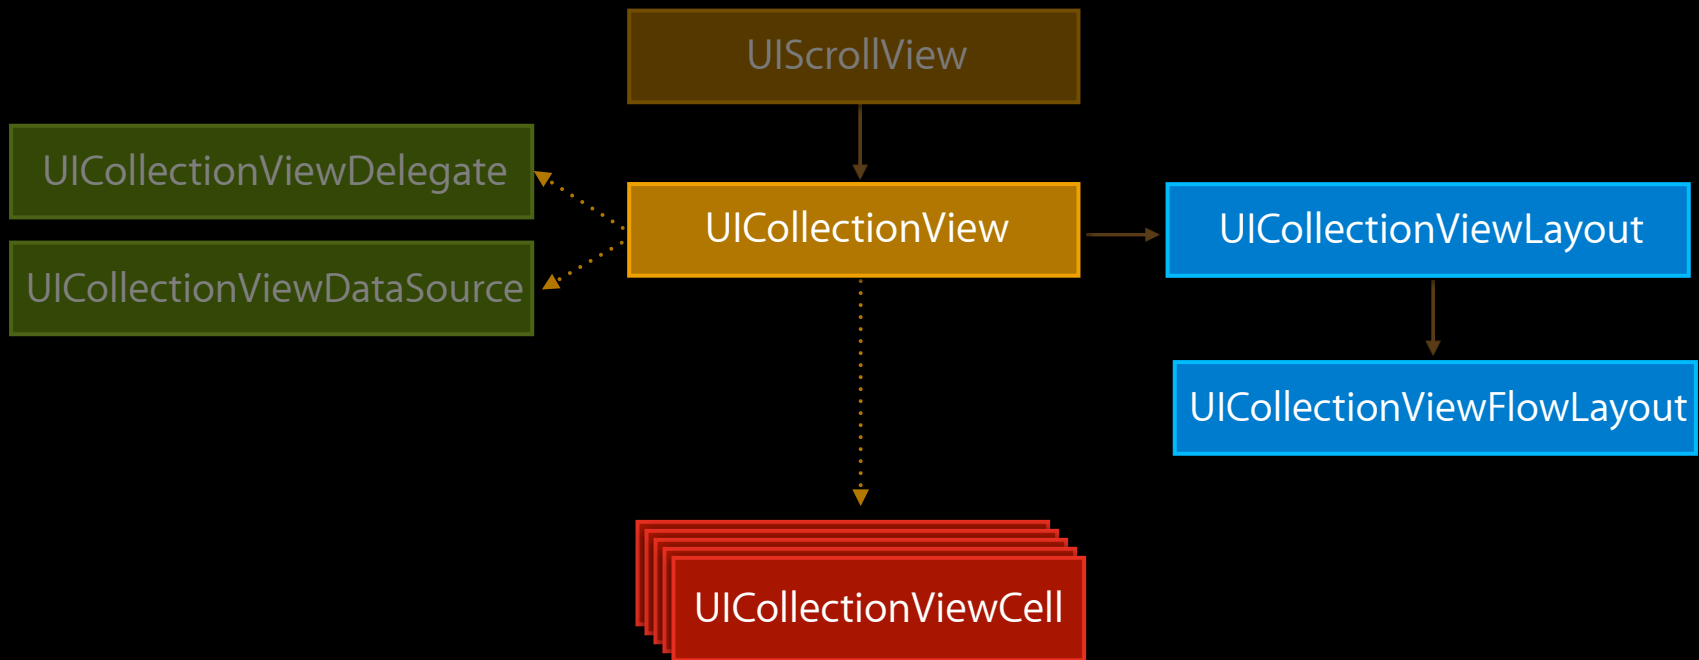 UIScrollView
UICollectionViewDelegate
UICollectionView
UICollectionViewLayout
UICollectionViewDataSource
UICollectionViewFlowLayout
UICollectionViewCell